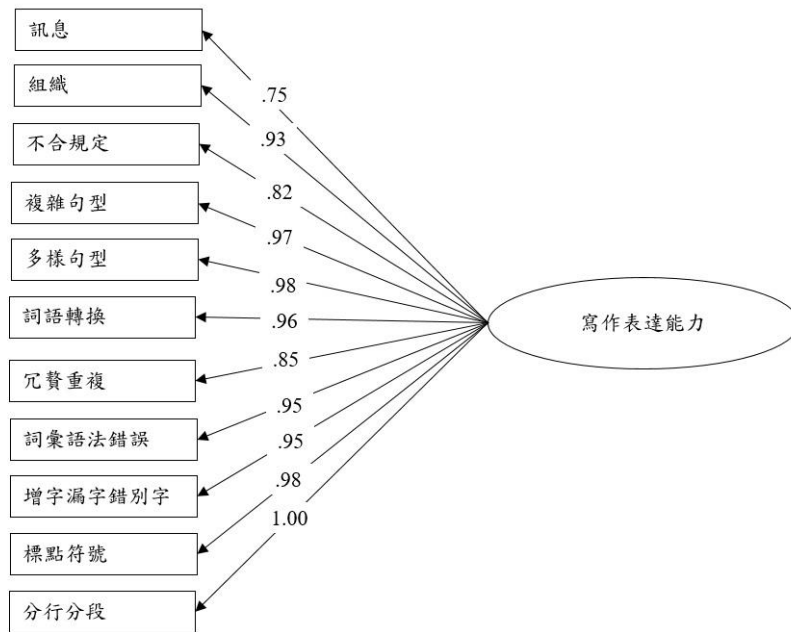 訊息
組織
不合規定
複雜句型
多樣句型
詞語轉換
冗贅重複
詞彙語法錯誤
增字漏字錯別字
標點符號
分行分段
.75
.93
.82
.97
.98
.96
.85
.95
.95
.98
1.00
寫作表達能力